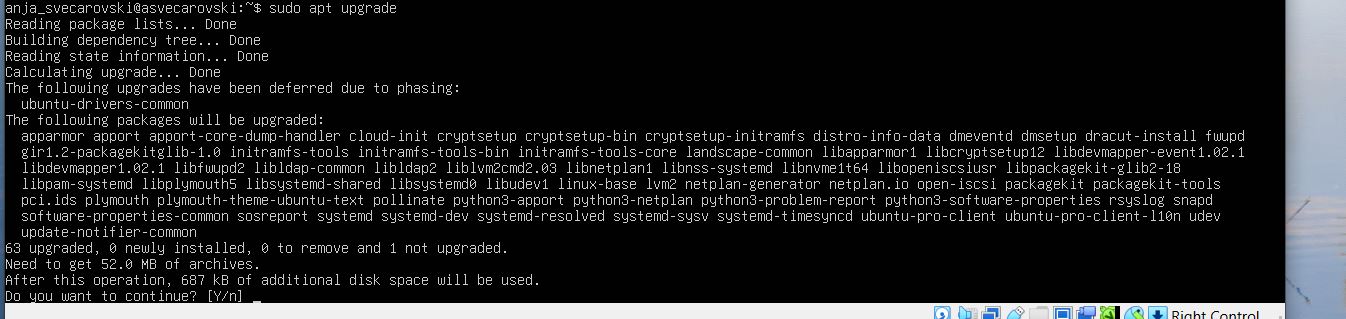 anja_svecarovski@asvecarovski:~$ sudo apt upgrade
Reading package lists... Done
Building dependency tree... Done
Reading state information... Done
Calculating upgrade... Done
The following upgrades have been deferred due to phasing:
  ubuntu-drivers-common
The following packages will be upgraded:
  apparmor apport apport-core-dump-handler cloud-init cryptsetup cryptsetup-bin cryptsetup-initramfs distro-info-data dmeventd dmsetup dracut-install fwupd
  gir1.2-packagekitglib-1.0 initramfs-tools initramfs-tools-bin initramfs-tools-core landscape-common libapparmor1 libcryptsetup12 libdevmapper-event1.02.1
  libdevmapper1.02.1 libfwupd2 libldap-common libldap2 liblvm2cmd2.03 libnetplan1 libnss-systemd libnvme1t64 libopeniscsiusr libpackagekit-glib2-18
  libpam-systemd libplymouth5 libsystemd-shared libsystemd0 libudev1 linux-base lvm2 netplan-generator netplan.io open-iscsi packagekit packagekit-tools
  pci.ids plymouth plymouth-theme-ubuntu-text pollinate python3-apport python3-netplan python3-problem-report python3-software-properties rsyslog snapd
  software-properties-common sosreport systemd systemd-dev systemd-resolved systemd-sysv systemd-timesyncd ubuntu-pro-client ubuntu-pro-client-l10n udev
  update-notifier-common
63 upgraded, 0 newly installed, 0 to remove and 1 not upgraded.
Need to get 52.0 MB of archives.
After this operation, 687 kB of additional disk space will be used.
Do you want to continue? [Y/n] _
Right Control